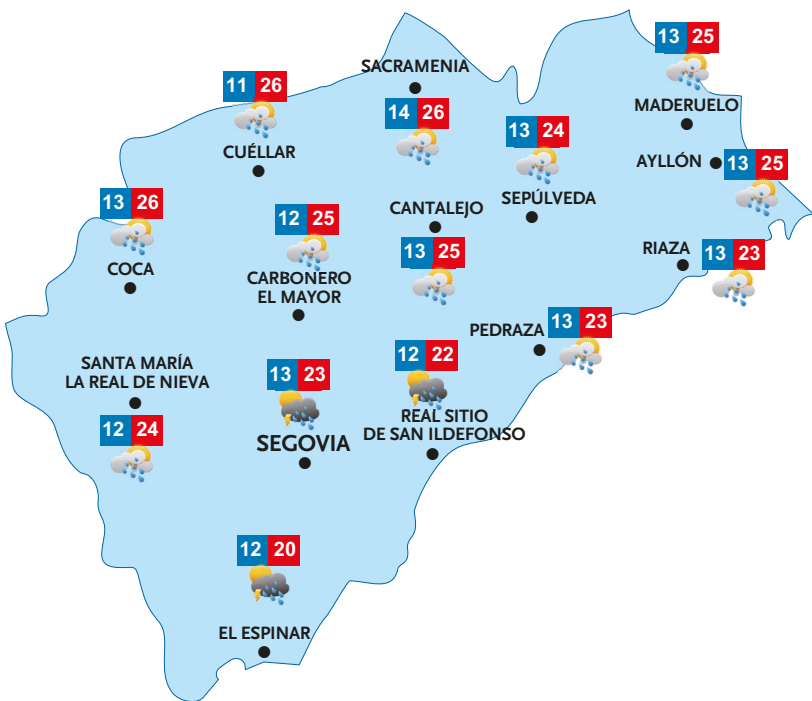 13 25
MADERUELO
SACRAMENIA
14 26
11 26
CUÉLLAR
13 24
SEPÚLVEDA
AYLLÓN
13 25
13 26
COCA
12 25
CARBONERO
EL MAYOR
CANTALEJO
13 25
RIAZA
13 23
PEDRAZA
13 23
SANTA MARÍA
LA REAL DE NIEVA
12 24
13 23
SEGOVIA
12 22
REAL SITIO
DE SAN ILDEFONSO
12 20
EL ESPINAR